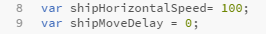 8 var shipHorizontalSpeed= 100;
9 var shipMoveDelay = 0;